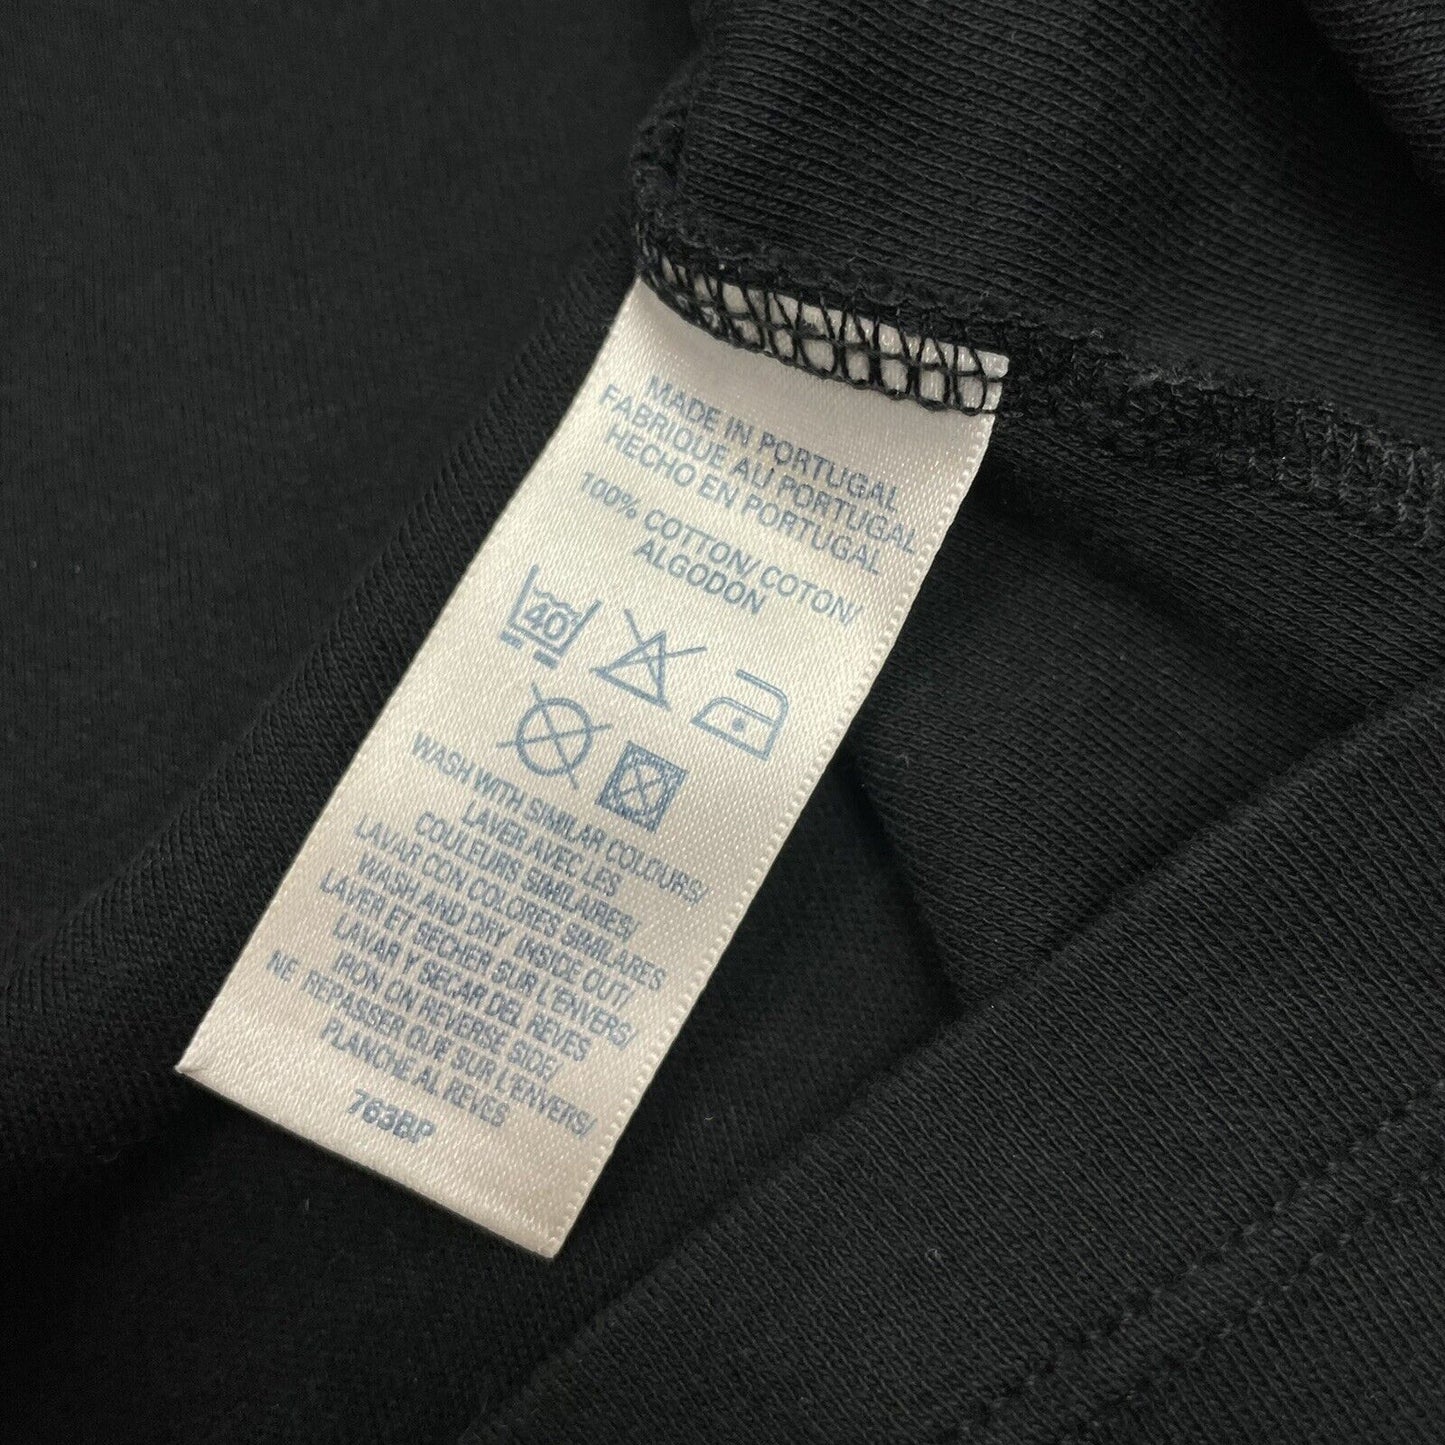 MADE IN PORTUGAL
FABRIQUE AU PORTUGAL
HECHO EN PORTUGAL
100% COTTON/ COTON/
ALGODON
40°
WASH WITH SIMILAR COLOURS/
LAVER AVEC LES
COULEURS SIMILAIRES/
LAVAR CON COLORES SIMILARES
WASH AND DRY INSIDE OUT/
LAVER ET SECHER SUR L'ENVERS/
LAVAR Y SECAR DEL REVES
IRON ON REVERSE SIDE/
NE REPASSER QUE SUR L'ENVERS/
PLANCHE AL REVES
763BP